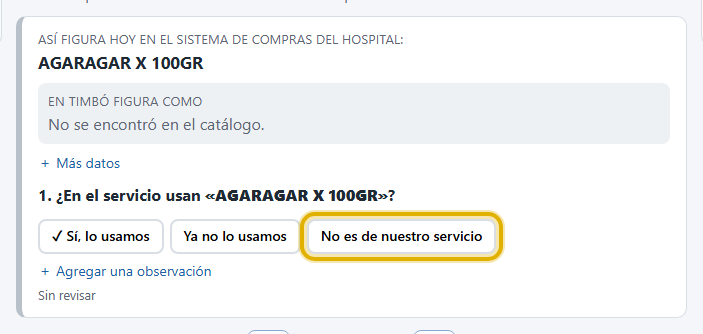 ASÍ FIGURA HOY EN EL SISTEMA DE COMPRAS DEL HOSPITAL:
AGARAGAR X 100GR
EN TIMBÓ FIGURA COMO
No se encontró en el catálogo.
+ Más datos
1. ¿En el servicio usan «AGARAGAR X 100GR»?
✓ Sí, lo usamos
Ya no lo usamos
No es de nuestro servicio
+ Agregar una observación
Sin revisar